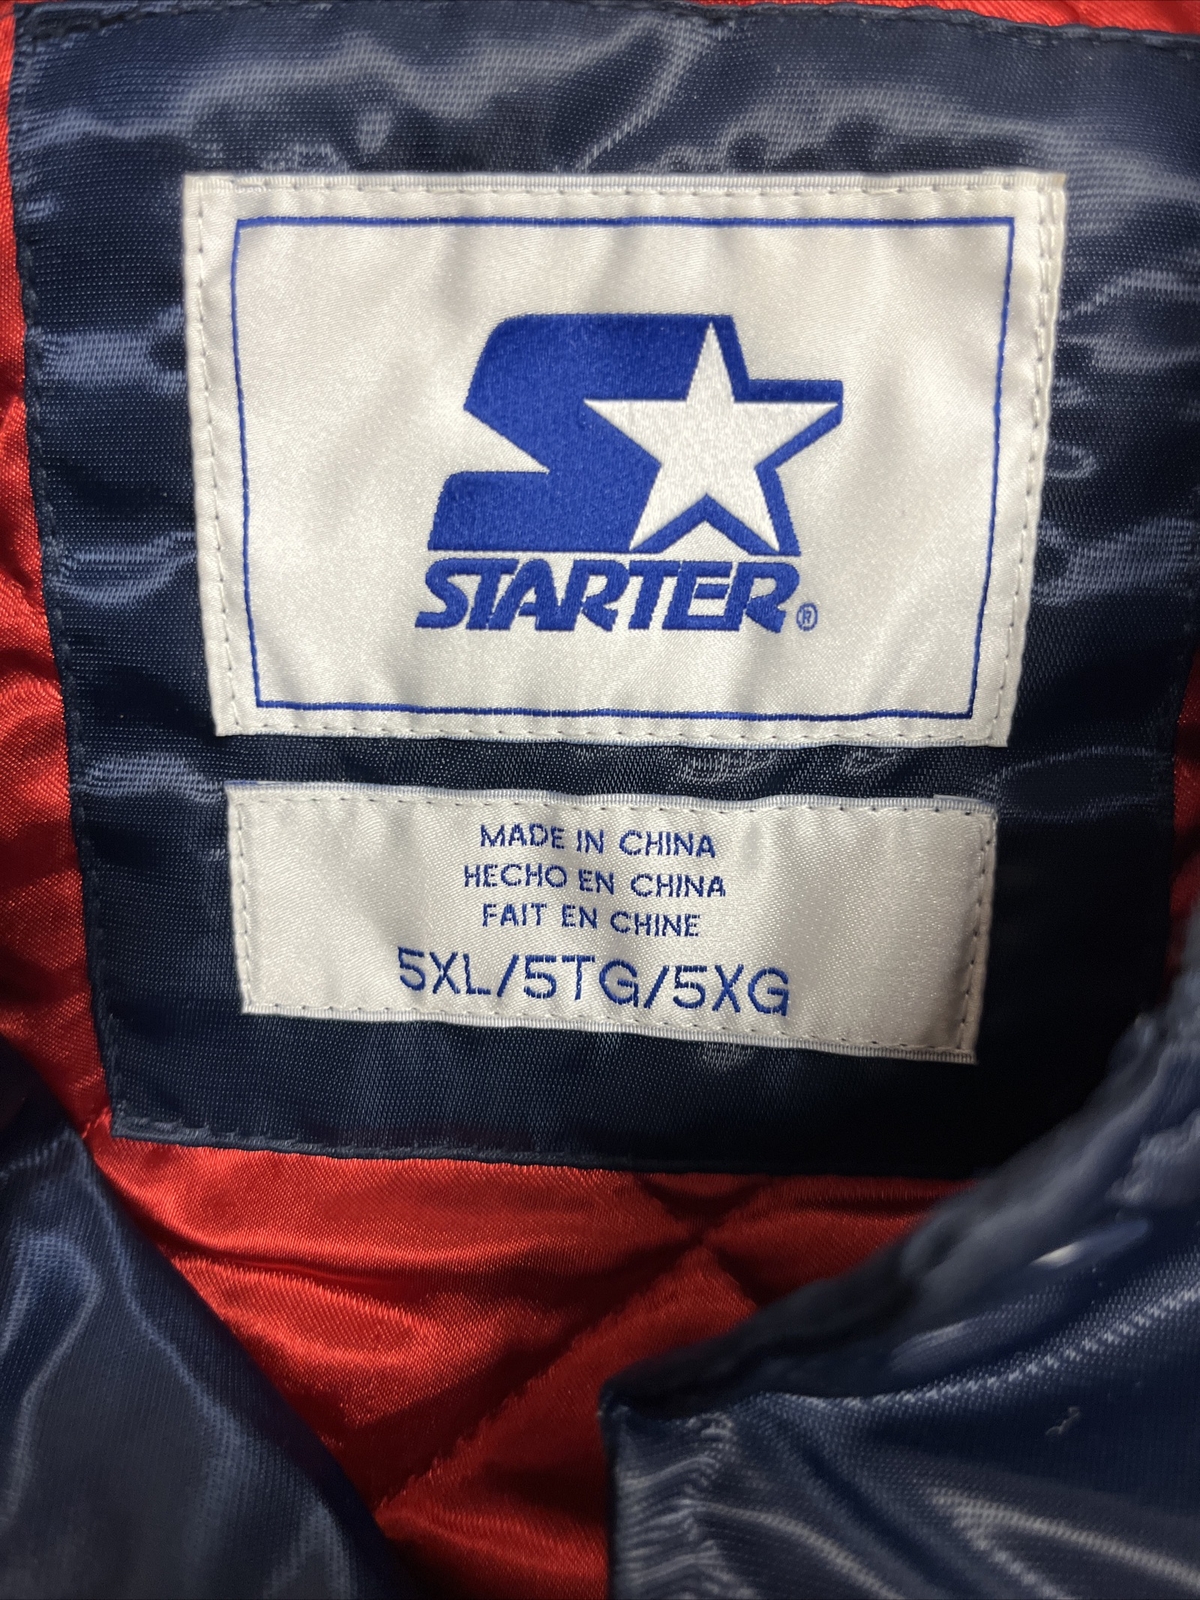 STARTER®
MADE IN CHINA
HECHO EN CHINA
FAIT EN CHINE
5XL/5TG/5XG